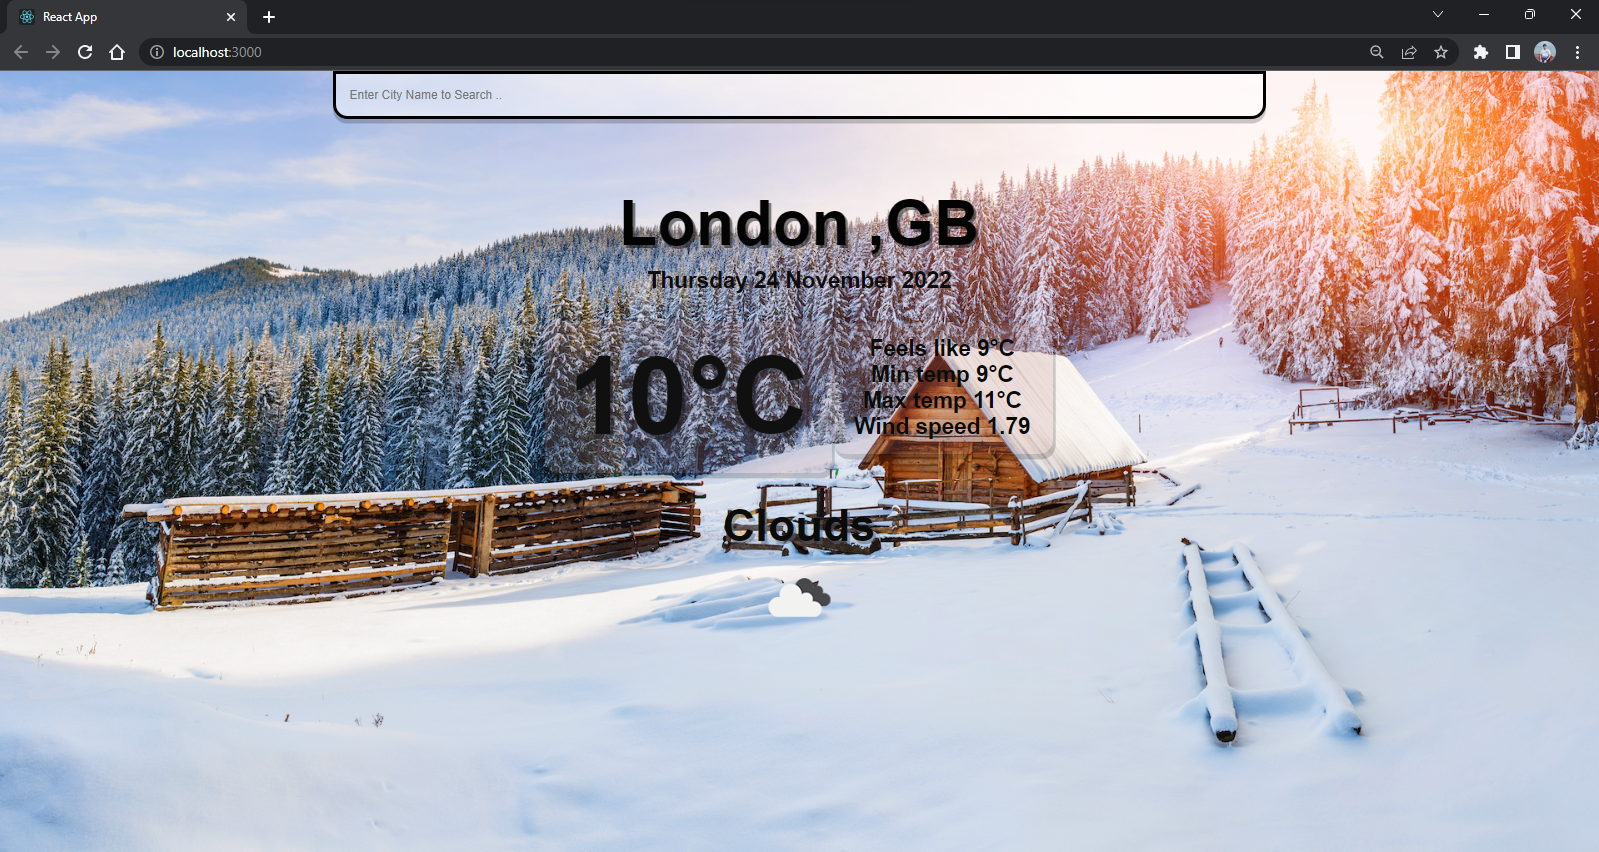 React App
localhost:3000
Enter City Name to Search ..
London ,GB
Thursday 24 November 2022
10°C
Feels like 9°C
Min temp 9°C
Max temp 11°C
Wind speed 1.79
Clouds